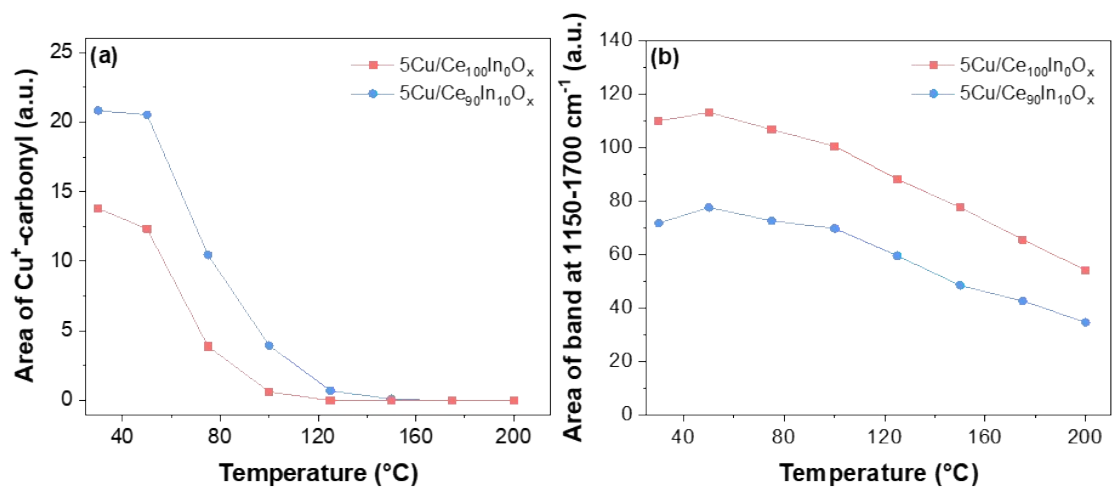 (a)
5Cu/Ce₁₀₀In₀Oₓ
5Cu/Ce₉₀In₁₀Oₓ
Area of Cu⁺-carbonyl (a.u.)
25
20
15
10
5
0
40
80
120
160
200
Temperature (°C)
(b)
5Cu/Ce₁₀₀In₀Oₓ
5Cu/Ce₉₀In₁₀Oₓ
Area of band at 1150-1700 cm⁻¹ (a.u.)
140
120
100
80
60
40
20
0
40
80
120
160
200
Temperature (°C)